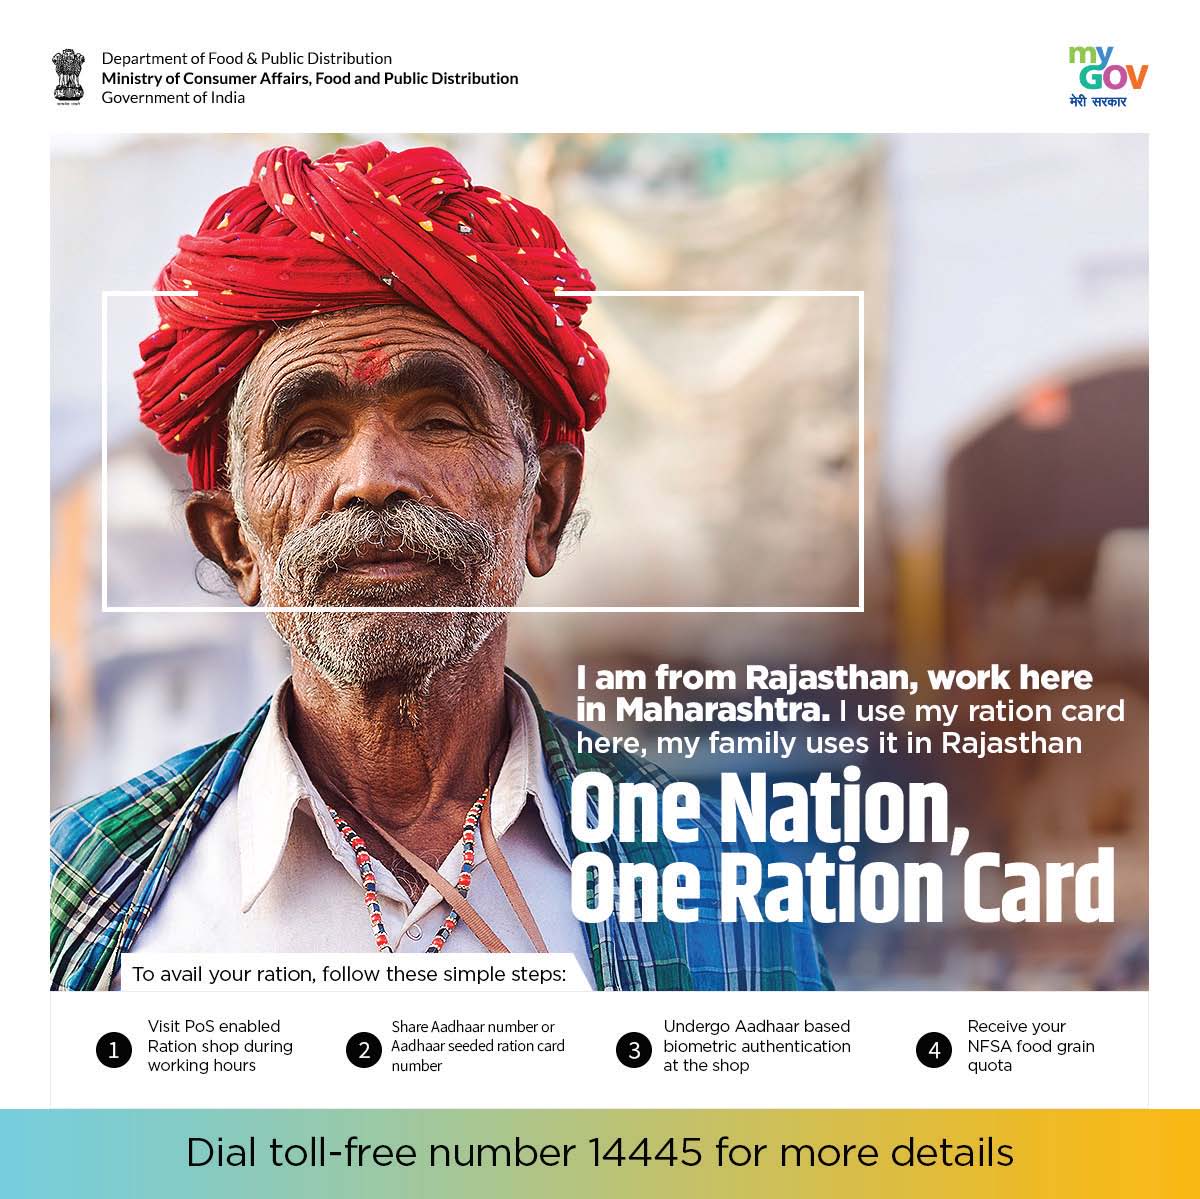 Department of Food & Public Distribution
Ministry of Consumer Affairs, Food and Public Distribution
Government of India
my
GOV
मेरी सरकार
I am from Rajasthan, work here
in Maharashtra. I use my ration card
here, my family uses it in Rajasthan
One Nation,
One Ration Card
To avail your ration, follow these simple steps:
1
Visit PoS enabled
Ration shop during
working hours
2
Share Aadhaar number or
Aadhaar seeded ration card
number
3
Undergo Aadhaar based
biometric authentication
at the shop
4
Receive your
NFSA food grain
quota
Dial toll-free number 14445 for more details